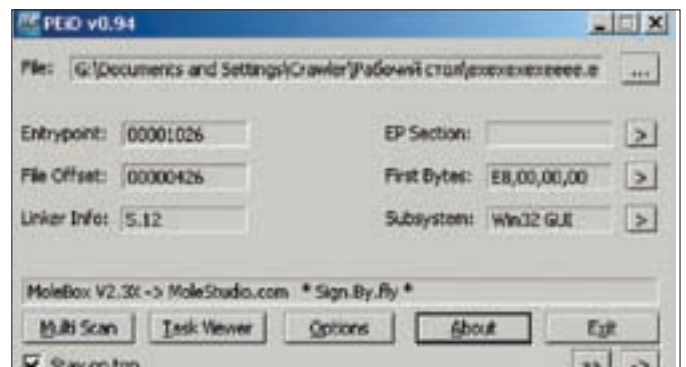 PEiD v0.94
File: G:\Documents and Settings\Crawler\Рабочий стол\exexexexeeee.e ...
Entrypoint: 00001026 EP Section: >
File Offset: 00000426 First Bytes: E8,00,00,00 >
Linker Info: 5.12 Subsystem: Win32 GUI >
MoleBox V2.3X -> MoleStudio.com * Sign.By.fly *
Multi Scan Task Viewer Options About Exit
Stay on top >> ->